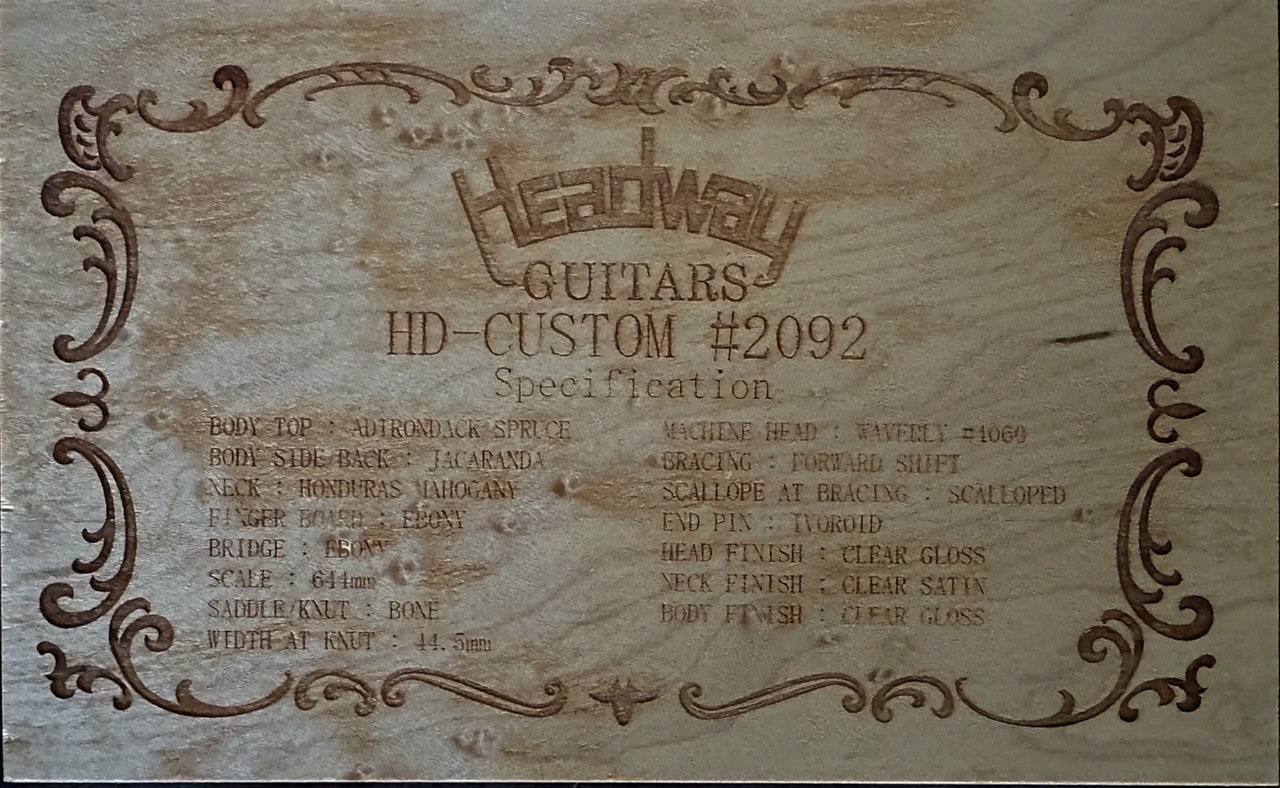 Headway
GUITARS
HD-CUSTOM #2092
Specification
BODY TOP : ADIRONDACK SPRUCE
BODY SIDE/BACK : JACARANDA
NECK : HONDURAS MAHOGANY
FINGER BOARD : EBONY
BRIDGE : EBONY
SCALE : 644mm
SADDLE/KNUT : BONE
WIDTH AT KNUT : 44.5mm
MACHINE HEAD : WAVERLY #4060
BRACING : FORWARD SHIFT
SCALLOPE AT BRACING : SCALLOPED
END PIN : IVOROID
HEAD FINISH : CLEAR GLOSS
NECK FINISH : CLEAR SATIN
BODY FINISH : CLEAR GLOSS